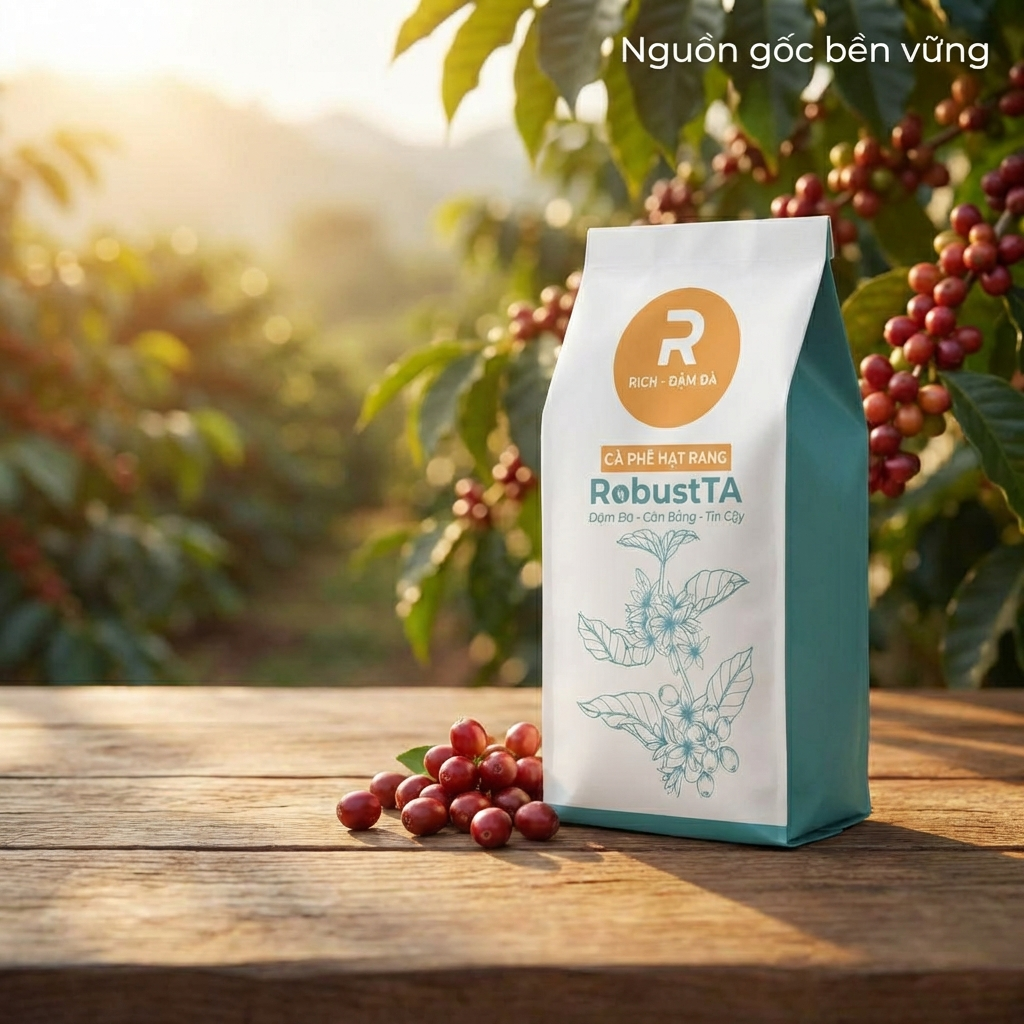 Nguồn gốc bền vững
R
RICH - ĐẬM ĐÀ
CÀ PHÊ HẠT RANG
RobustTA
Đậm Đà - Cân Bằng - Tin Cậy